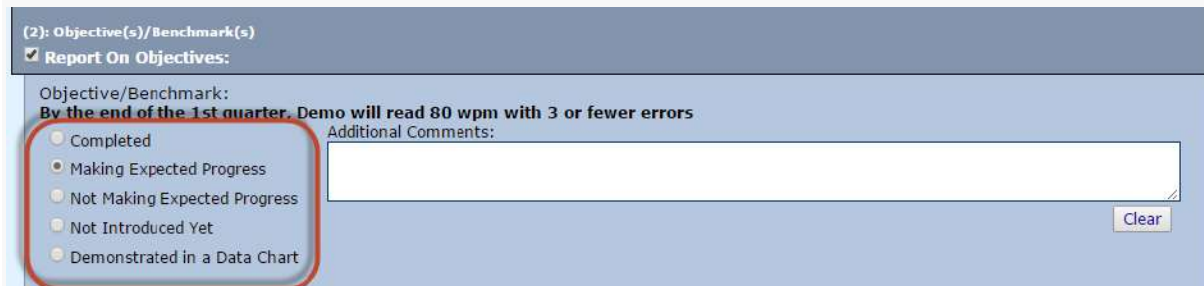 (2): Objective(s)/Benchmark(s)
Report On Objectives:
Objective/Benchmark:
By the end of the 1st quarter, Demo will read 80 wpm with 3 or fewer errors
Additional Comments:
Completed
Making Expected Progress
Not Making Expected Progress
Not Introduced Yet
Demonstrated in a Data Chart
Clear